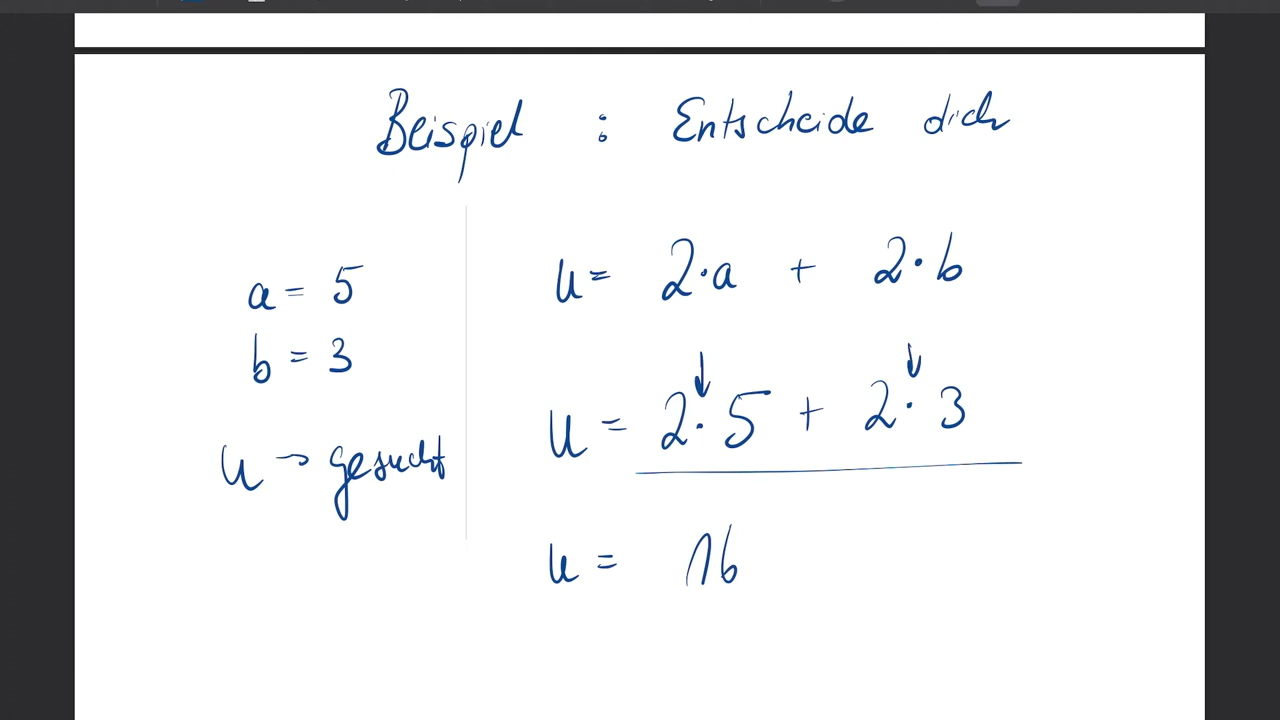 Beispiel : Entscheide dich
a = 5
b = 3
u → gesucht
u = 2·a + 2·b
↓ ↓
u = 2·5 + 2·3
u = 16